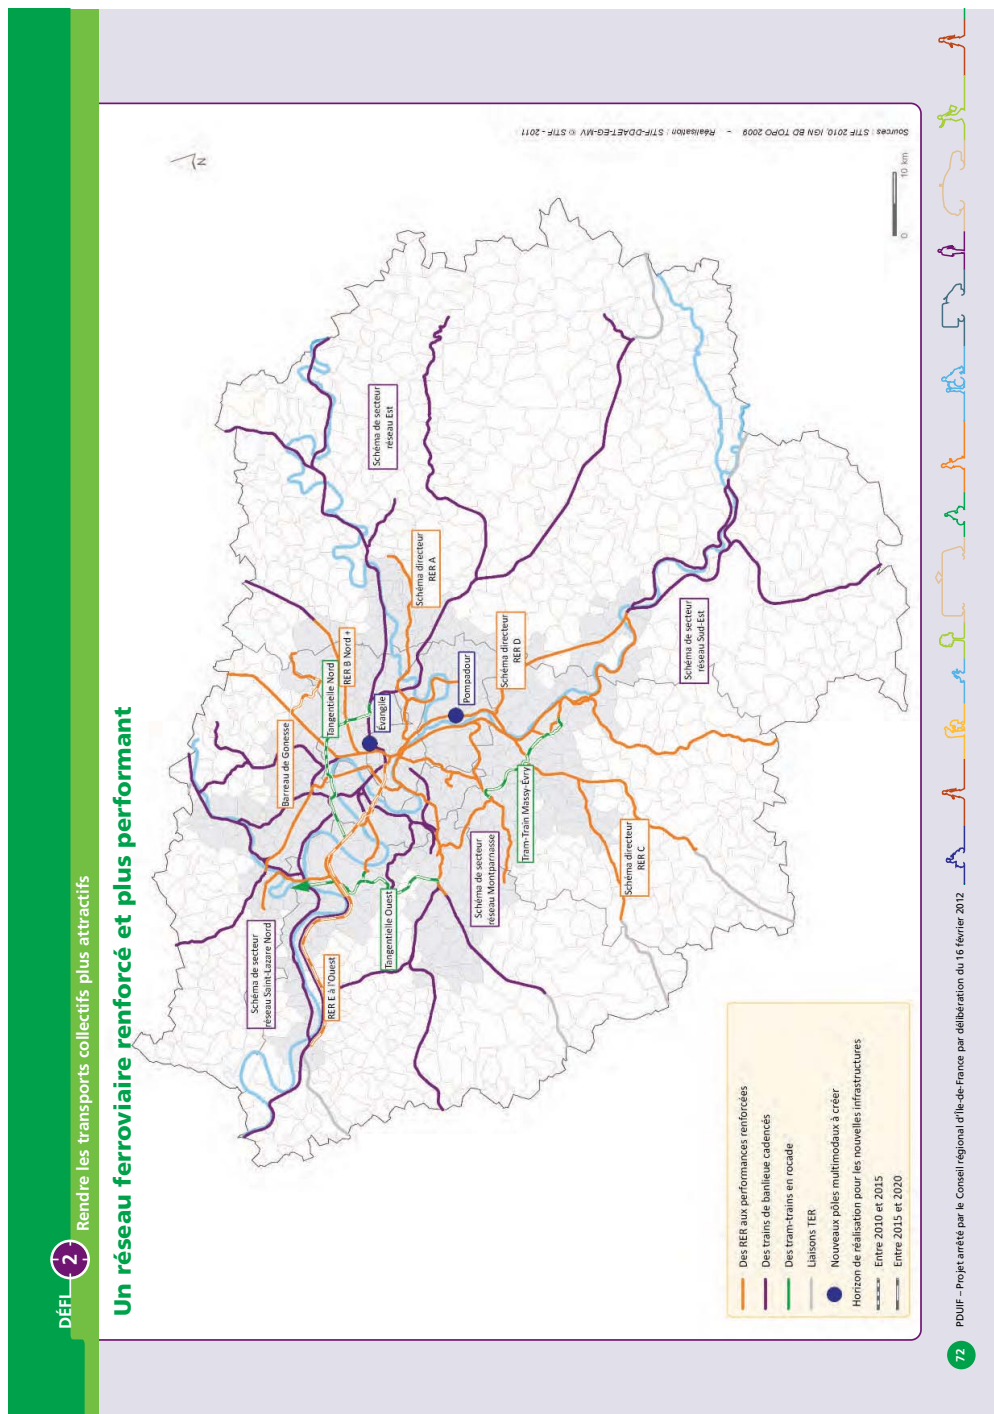 DÉFI 2
Rendre les transports collectifs plus attractifs
Un réseau ferroviaire renforcé et plus performant
N
Schéma de secteur
réseau Saint-Lazare Nord
RER E à l'Ouest
Barreau de Gonesse
Tangentielle Nord
RER B Nord +
Évangile
Schéma de secteur
réseau Est
Tangentielle Ouest
Schéma directeur
RER A
Pompadour
Schéma de secteur
réseau Montparnasse
Schéma directeur
RER D
Tram-Train Massy-Evry
Schéma directeur
RER C
Schéma de secteur
réseau Sud-Est
Des RER aux performances renforcées
Des trains de banlieue cadencés
Des tram-trains en rocade
Liaisons TER
Nouveaux pôles multimodaux à créer
Horizon de réalisation pour les nouvelles infrastructures
Entre 2010 et 2015
Entre 2015 et 2020
0 10 km
Sources : STIF 2010, IGN BD TOPO 2009 - Réalisation : STIF-DDAET-EG-MV © STIF - 2011
72
PDUIF – Projet arrêté par le Conseil régional d'Île-de-France par délibération du 16 février 2012